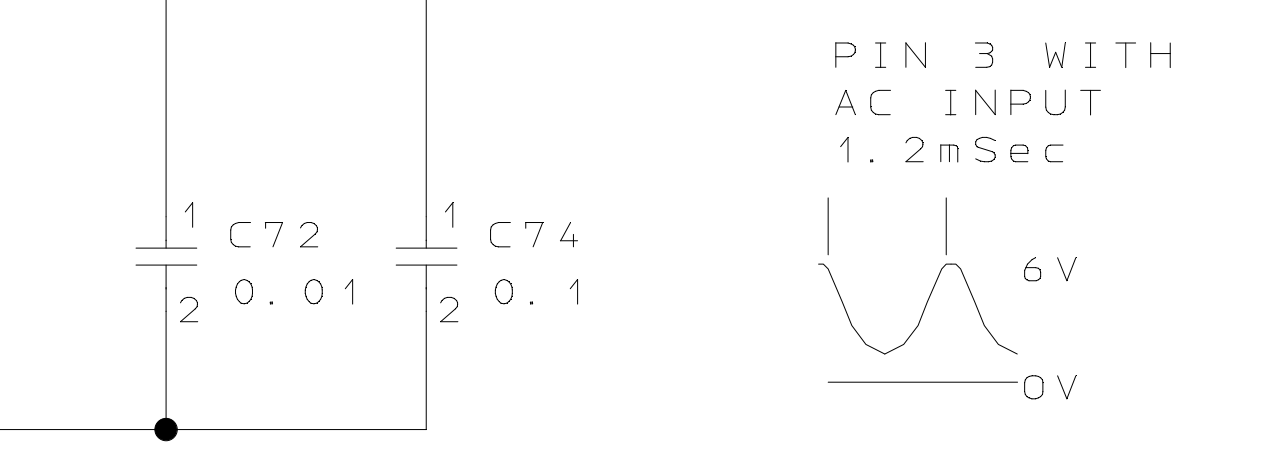 PIN 3 WITH
AC INPUT
1.2mSec
1
C72
0.01
2
1
C74
0.1
2
6V
0V